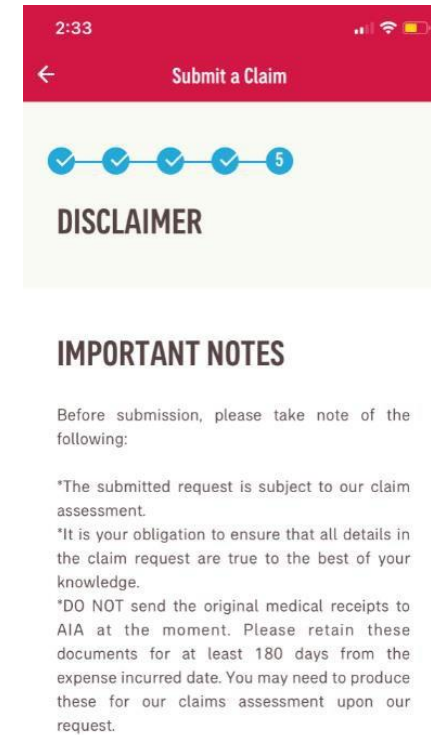 2:33
Submit a Claim
5
DISCLAIMER
IMPORTANT NOTES
Before submission, please take note of the
following:
*The submitted request is subject to our claim
assessment.
*It is your obligation to ensure that all details in
the claim request are true to the best of your
knowledge.
*DO NOT send the original medical receipts to
AIA at the moment. Please retain these
documents for at least 180 days from the
expense incurred date. You may need to produce
these for our claims assessment upon our
request.